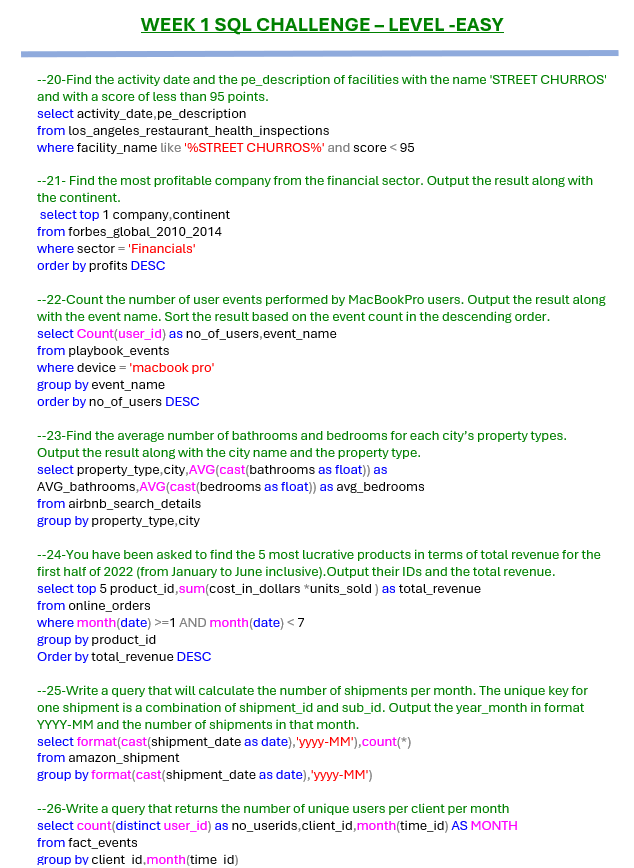 WEEK 1 SQL CHALLENGE – LEVEL -EASY
--20-Find the activity date and the pe_description of facilities with the name 'STREET CHURROS'
and with a score of less than 95 points.
select activity_date,pe_description
from los_angeles_restaurant_health_inspections
where facility_name like '%STREET CHURROS%' and score < 95
--21- Find the most profitable company from the financial sector. Output the result along with
the continent.
select top 1 company,continent
from forbes_global_2010_2014
where sector = 'Financials'
order by profits DESC
--22-Count the number of user events performed by MacBookPro users. Output the result along
with the event name. Sort the result based on the event count in the descending order.
select Count(user_id) as no_of_users,event_name
from playbook_events
where device = 'macbook pro'
group by event_name
order by no_of_users DESC
--23-Find the average number of bathrooms and bedrooms for each city's property types.
Output the result along with the city name and the property type.
select property_type,city,AVG(cast(bathrooms as float)) as
AVG_bathrooms,AVG(cast(bedrooms as float)) as avg_bedrooms
from airbnb_search_details
group by property_type,city
--24-You have been asked to find the 5 most lucrative products in terms of total revenue for the
first half of 2022 (from January to June inclusive).Output their IDs and the total revenue.
select top 5 product_id,sum(cost_in_dollars *units_sold ) as total_revenue
from online_orders
where month(date) >=1 AND month(date) < 7
group by product_id
Order by total_revenue DESC
--25-Write a query that will calculate the number of shipments per month. The unique key for
one shipment is a combination of shipment_id and sub_id. Output the year_month in format
YYYY-MM and the number of shipments in that month.
select format(cast(shipment_date as date),'yyyy-MM'),count(*)
from amazon_shipment
group by format(cast(shipment_date as date),'yyyy-MM')
--26-Write a query that returns the number of unique users per client per month
select count(distinct user_id) as no_userids,client_id,month(time_id) AS MONTH
from fact_events
group by client_id,month(time_id)